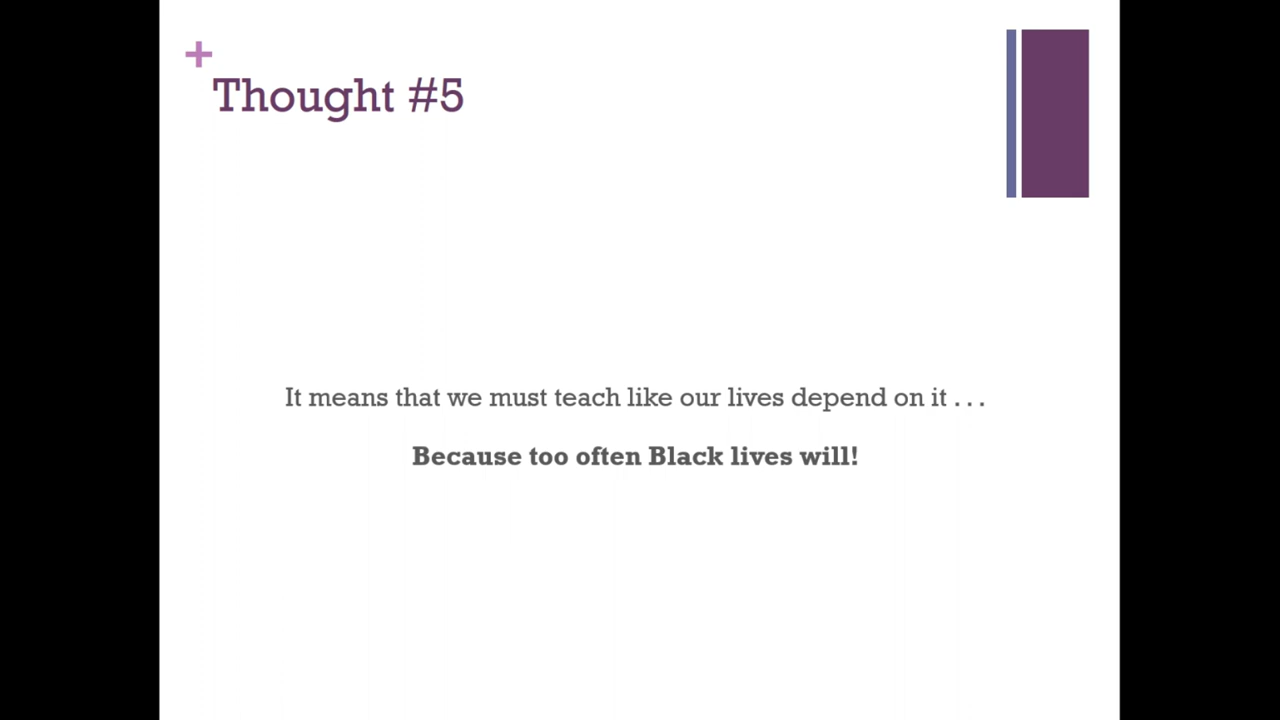 +
Thought #5
It means that we must teach like our lives depend on it . . .
Because too often Black lives will!